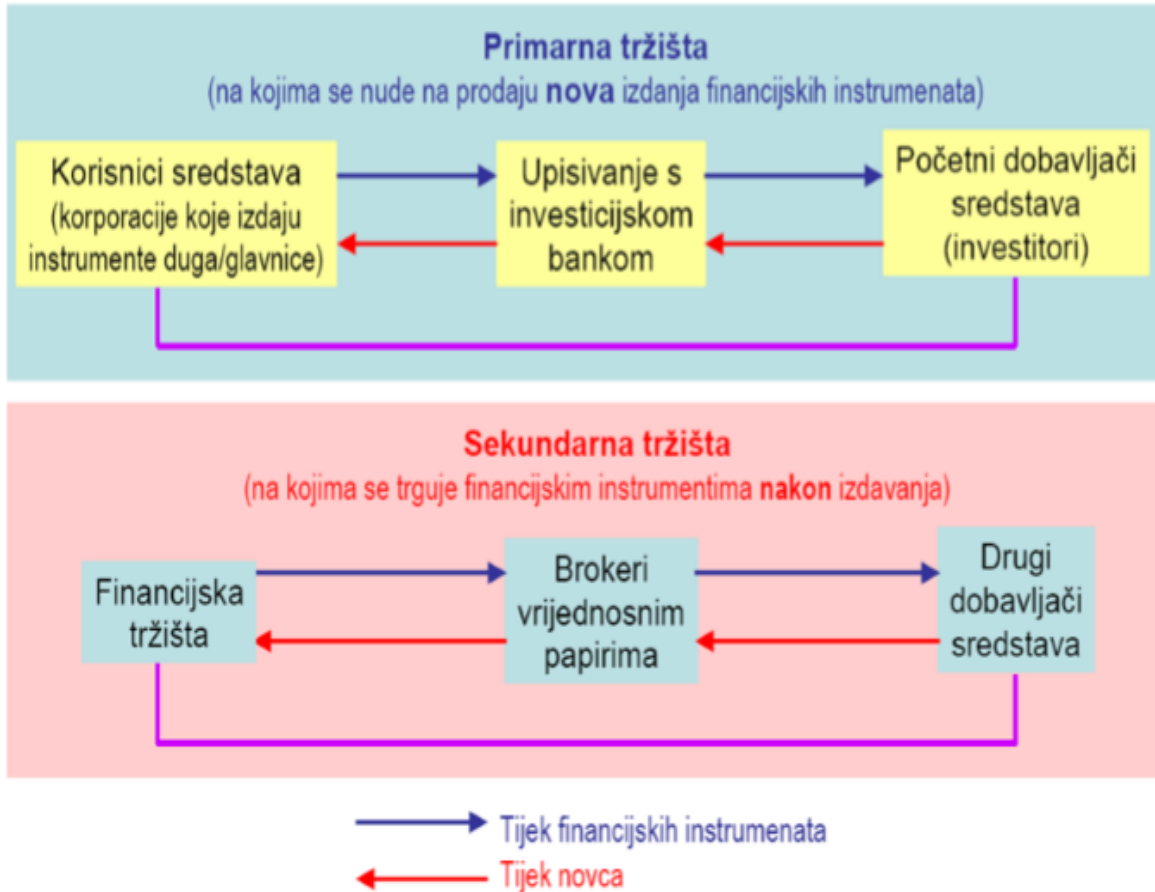 Primarna tržišta
(na kojima se nude na prodaju nova izdanja financijskih instrumenata)
Korisnici sredstava
(korporacije koje izdaju
instrumente duga/glavnice)
Upisivanje s
investicijskom
bankom
Početni dobavljači
sredstava
(investitori)
Sekundarna tržišta
(na kojima se trguje financijskim instrumentima nakon izdavanja)
Financijska
tržišta
Brokeri
vrijednosnim
papirima
Drugi
dobavljači
sredstava
Tijek financijskih instrumenata
Tijek novca